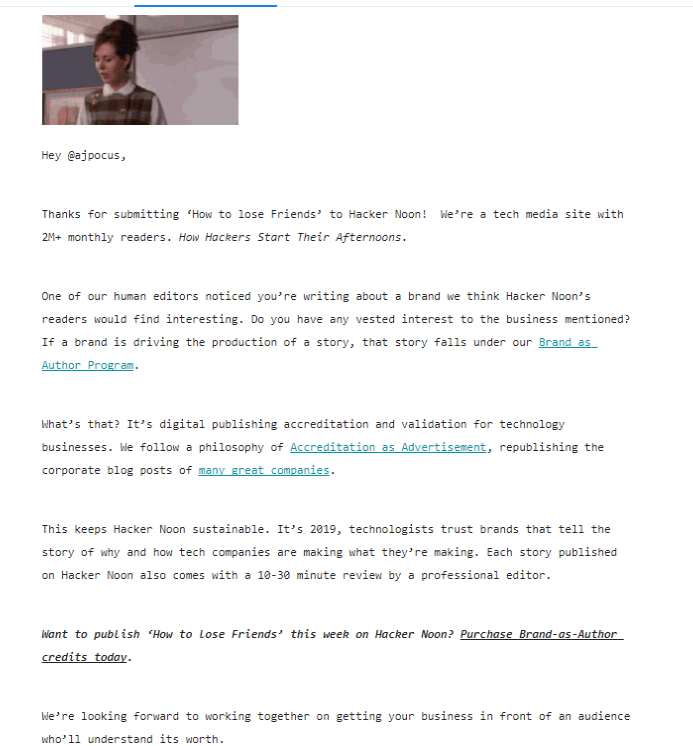 Hey @ajpocus,
Thanks for submitting ‘How to lose Friends’ to Hacker Noon!  We’re a tech media site with
2M+ monthly readers. How Hackers Start Their Afternoons.
One of our human editors noticed you’re writing about a brand we think Hacker Noon’s
readers would find interesting. Do you have any vested interest to the business mentioned?
If a brand is driving the production of a story, that story falls under our Brand as
Author Program.
What’s that? It’s digital publishing accreditation and validation for technology
businesses. We follow a philosophy of Accreditation as Advertisement, republishing the
corporate blog posts of many great companies.
This keeps Hacker Noon sustainable. It’s 2019, technologists trust brands that tell the
story of why and how tech companies are making what they’re making. Each story published
on Hacker Noon also comes with a 10-30 minute review by a professional editor.
Want to publish ‘How to lose Friends’ this week on Hacker Noon? Purchase Brand-as-Author
credits today.
We’re looking forward to working together on getting your business in front of an audience
who’ll understand its worth.